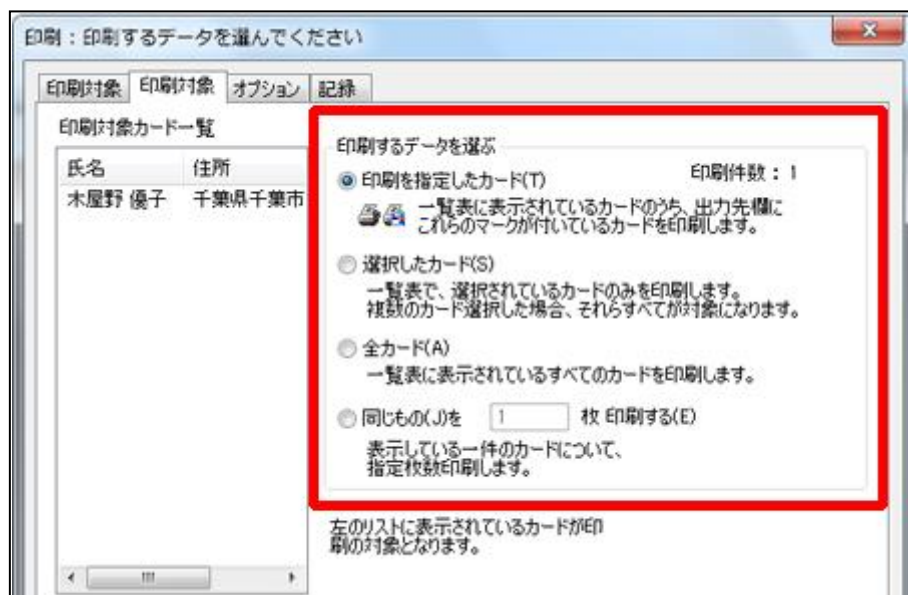 印刷：印刷するデータを選んでください
印刷対象 印刷対象 オプション 記録
印刷対象カード一覧
氏名 住所
木屋野 優子 千葉県千葉市
印刷するデータを選ぶ
印刷を指定したカード(T) 印刷件数：1
一覧表に表示されているカードのうち、出力先欄に
これらのマークが付いているカードを印刷します。
選択したカード(S)
一覧表で、選択されているカードのみを印刷します。
複数のカード選択した場合、それらすべてが対象になります。
全カード(A)
一覧表に表示されているすべてのカードを印刷します。
同じもの(J)を 1 枚 印刷する(E)
表示している一件のカードについて、
指定枚数印刷します。
左のリストに表示されているカードが印
刷の対象となります。